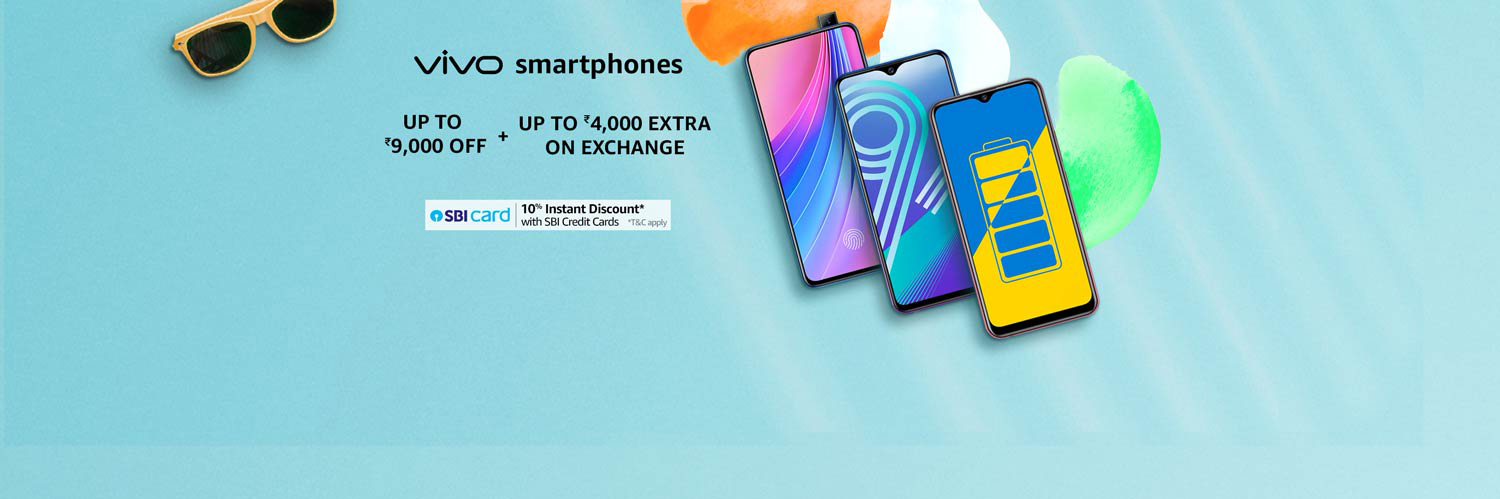 vivo smartphones
UP TO
₹9,000 OFF
+
UP TO ₹4,000 EXTRA
ON EXCHANGE
SBI card
10% Instant Discount*
with SBI Credit Cards *T&C apply